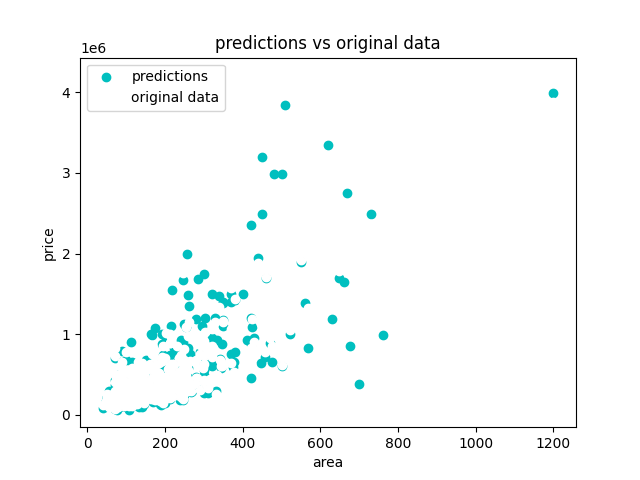 predictions vs original data
1e6
predictions
original data
4
3
2
1
0
price
0 200 400 600 800 1000 1200
area